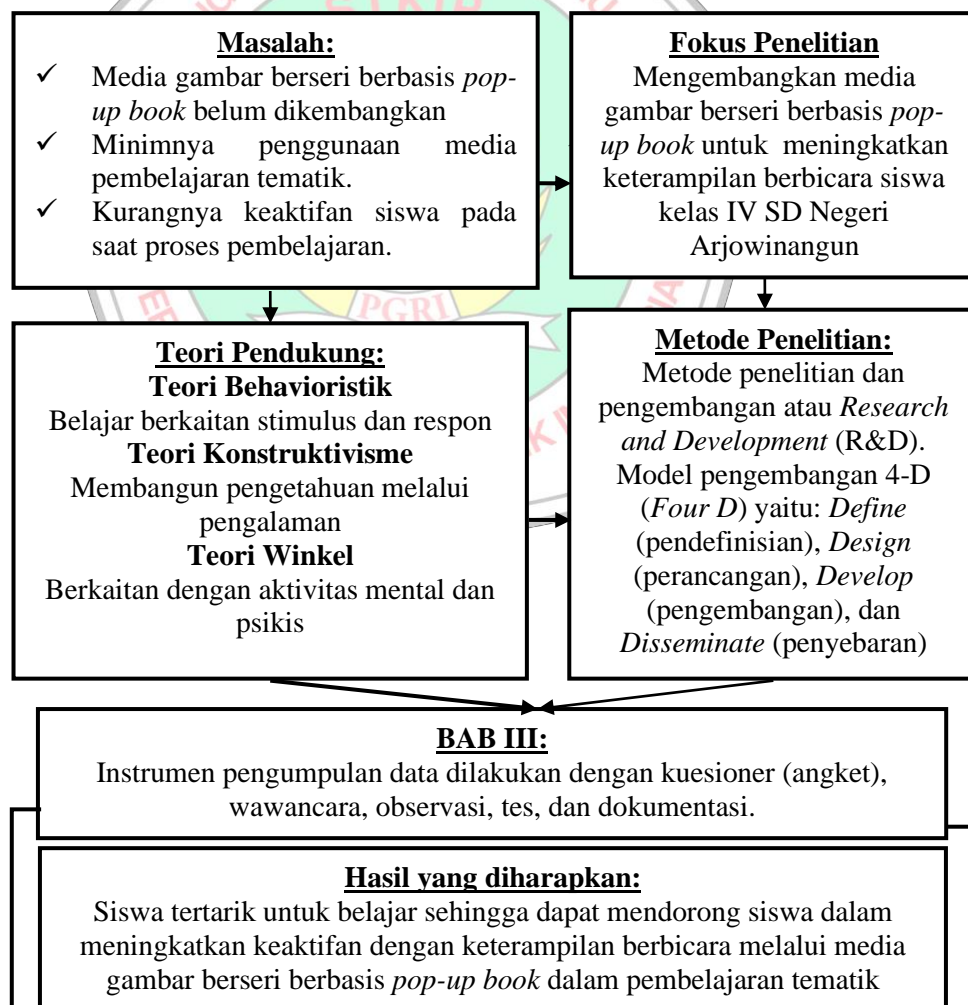 Masalah:
✓ Media gambar berseri berbasis pop-
up book belum dikembangkan
✓ Minimnya penggunaan media
pembelajaran tematik.
✓ Kurangnya keaktifan siswa pada
saat proses pembelajaran.
Fokus Penelitian
Mengembangkan media
gambar berseri berbasis pop-
up book untuk meningkatkan
keterampilan berbicara siswa
kelas IV SD Negeri
Arjowinangun
Teori Pendukung:
Teori Behavioristik
Belajar berkaitan stimulus dan respon
Teori Konstruktivisme
Membangun pengetahuan melalui
pengalaman
Teori Winkel
Berkaitan dengan aktivitas mental dan
psikis
Metode Penelitian:
Metode penelitian dan
pengembangan atau Research
and Development (R&D).
Model pengembangan 4-D
(Four D) yaitu: Define
(pendefinisian), Design
(perancangan), Develop
(pengembangan), dan
Disseminate (penyebaran)
BAB III:
Instrumen pengumpulan data dilakukan dengan kuesioner (angket),
wawancara, observasi, tes, dan dokumentasi.
Hasil yang diharapkan:
Siswa tertarik untuk belajar sehingga dapat mendorong siswa dalam
meningkatkan keaktifan dengan keterampilan berbicara melalui media
gambar berseri berbasis pop-up book dalam pembelajaran tematik
PGRI